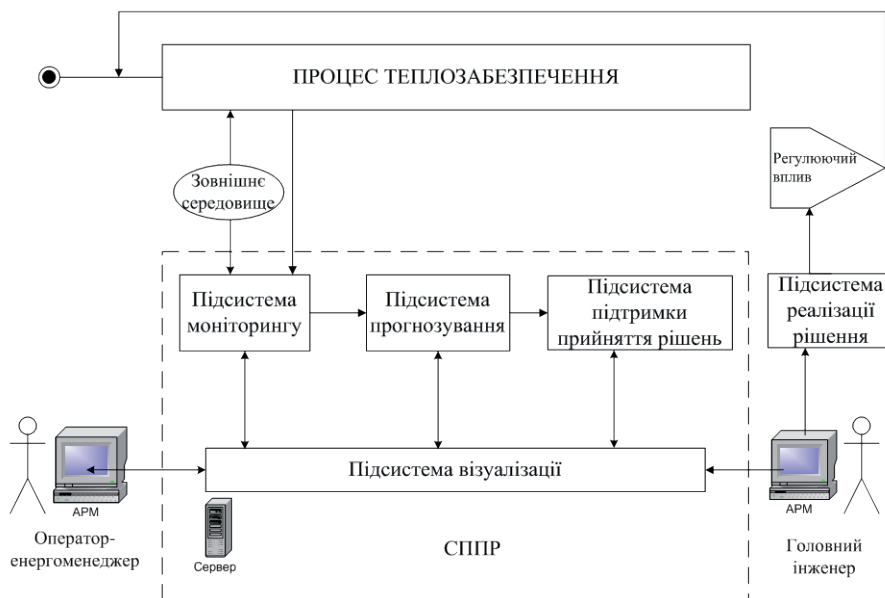 ПРОЦЕС ТЕПЛОЗАБЕЗПЕЧЕННЯ
Регулюючий
вплив
Зовнішнє
середовище
Підсистема
моніторингу
Підсистема
прогнозування
Підсистема
підтримки
прийняття рішень
Підсистема
реалізації
рішення
Підсистема візуалізації
АРМ
Оператор-
енергоменеджер
Сервер
СППР
АРМ
Головний
інженер